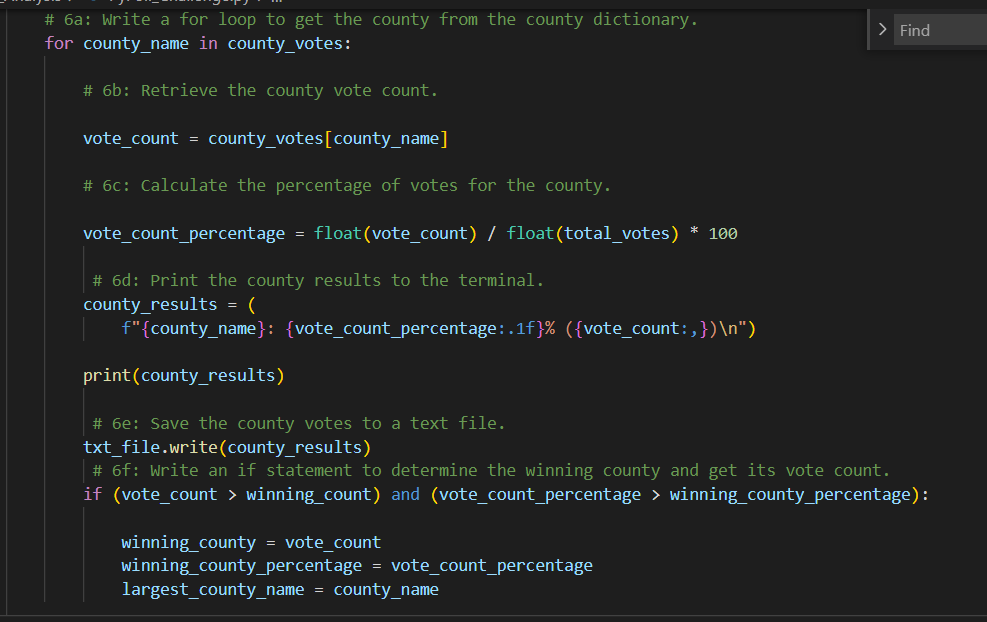 # 6a: Write a for loop to get the county from the county dictionary.
for county_name in county_votes:
# 6b: Retrieve the county vote count.
vote_count = county_votes[county_name]
# 6c: Calculate the percentage of votes for the county.
vote_count_percentage = float(vote_count) / float(total_votes) * 100
# 6d: Print the county results to the terminal.
county_results = (
f"{county_name}: {vote_count_percentage:.1f}% ({vote_count:,})\n")
print(county_results)
# 6e: Save the county votes to a text file.
txt_file.write(county_results)
# 6f: Write an if statement to determine the winning county and get its vote count.
if (vote_count > winning_count) and (vote_count_percentage > winning_county_percentage):
winning_county = vote_count
winning_county_percentage = vote_count_percentage
largest_county_name = county_name
> Find